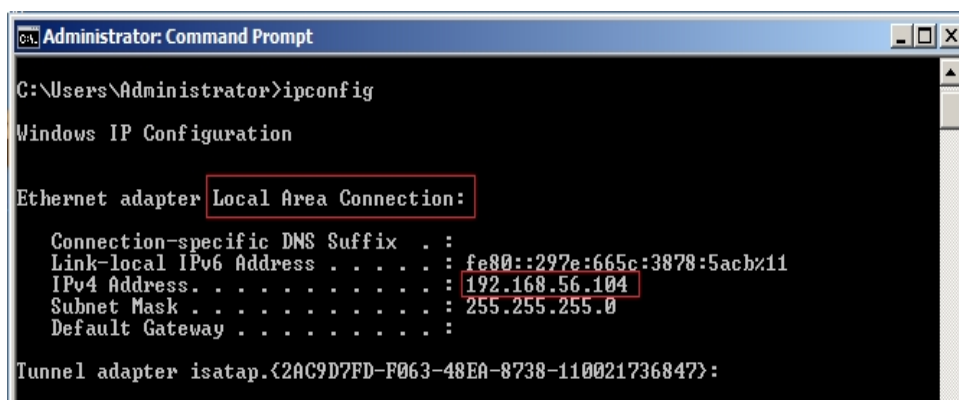 Administrator: Command Prompt
C:\Users\Administrator>ipconfig
Windows IP Configuration
Ethernet adapter Local Area Connection:
Connection-specific DNS Suffix . :
Link-local IPv6 Address . . . . . : fe80::297e:665c:3878:5acb%11
IPv4 Address. . . . . . . . . . . : 192.168.56.104
Subnet Mask . . . . . . . . . . . : 255.255.255.0
Default Gateway . . . . . . . . . :
Tunnel adapter isatap.{2AC9D7FD-F063-48EA-8738-110021736847}: